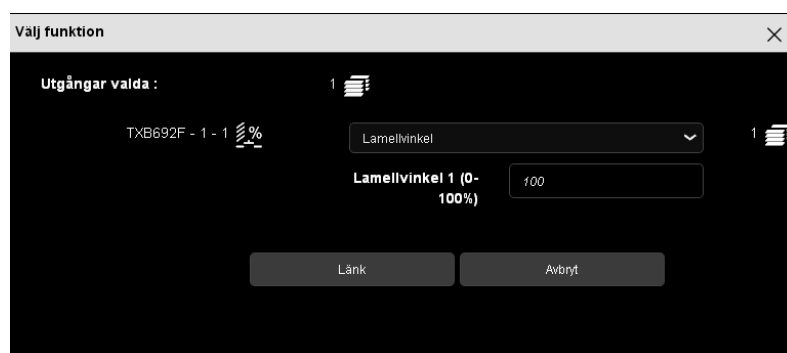 Välj funktion
Utgångar valda : 1
TXB692F - 1 - 1 % Lamellvinkel 1
Lamellvinkel 1 (0-
100%) 100
Länk Avbryt